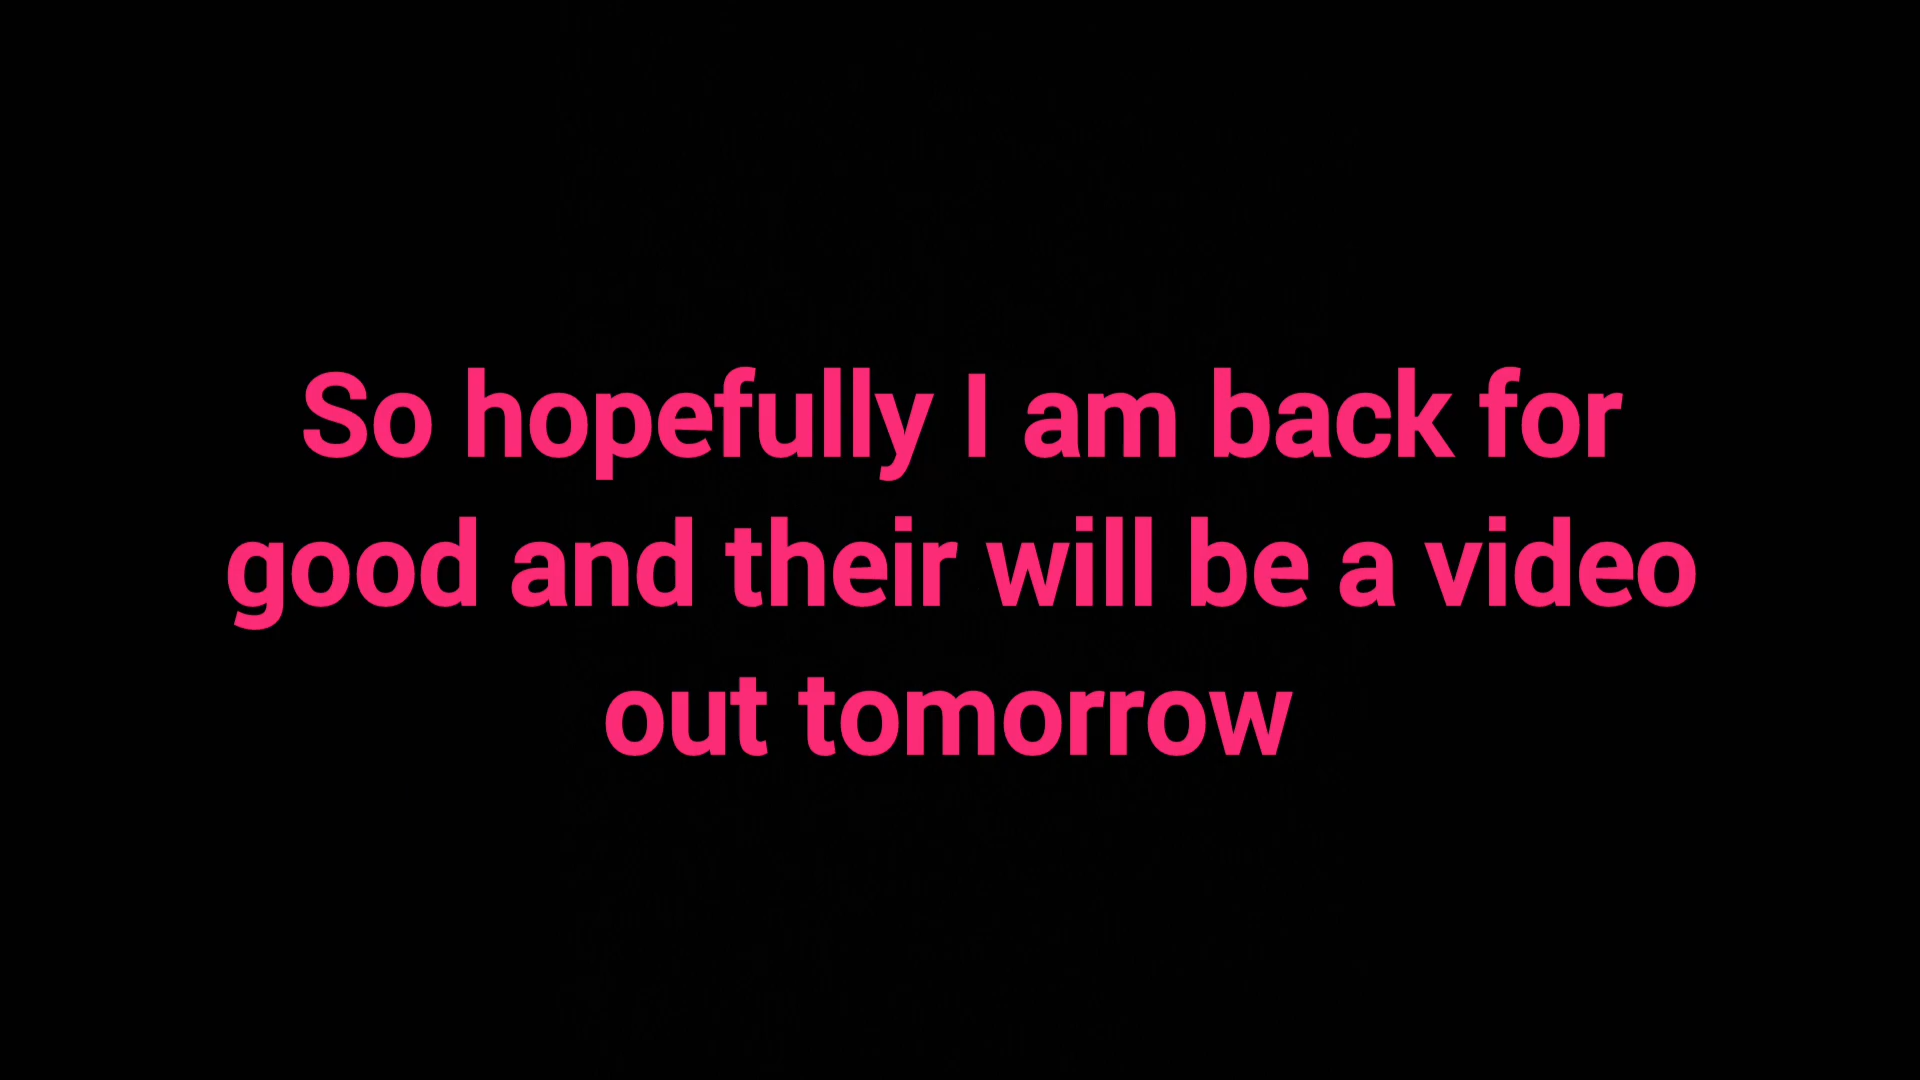 So hopefully I am back for
good and their will be a video
out tomorrow